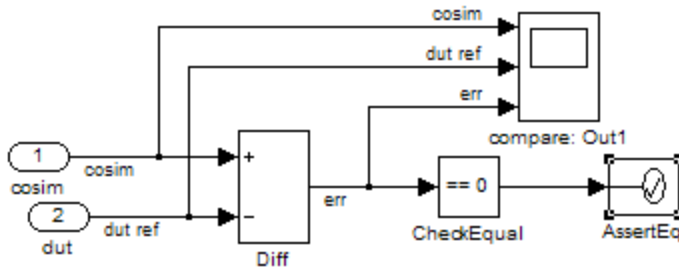 cosim
dut ref
err
compare: Out1
1
cosim
cosim
2
dut ref
dut
+
−
Diff
err
== 0
CheckEqual
AssertEq